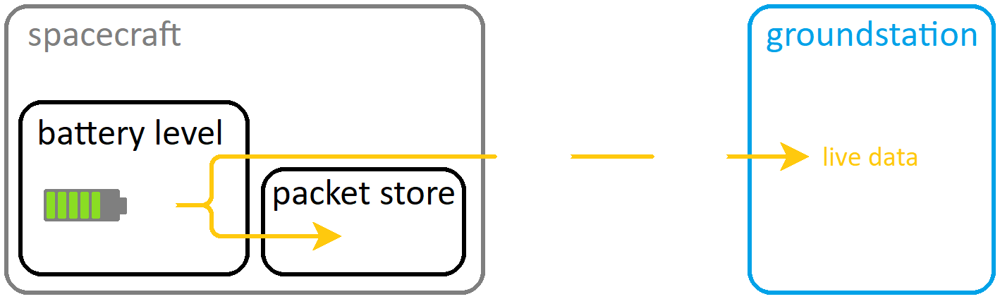 spacecraft
groundstation
battery level
live data
packet store